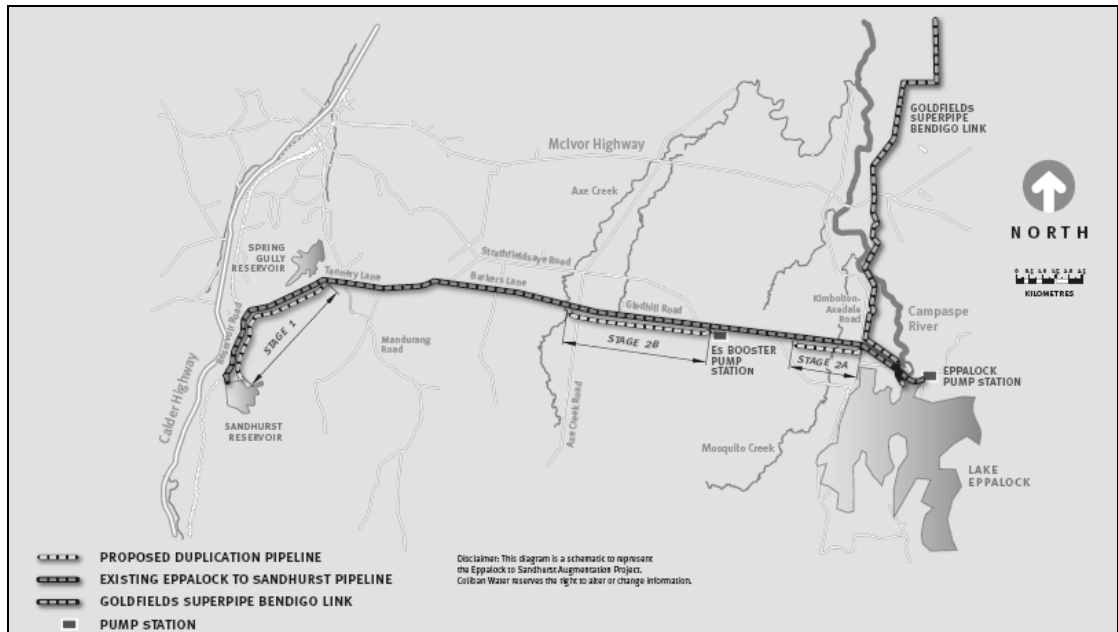 GOLDFIELDS
SUPERPIPE
BENDIGO LINK
McIvor Highway
Axe Creek
NORTH
KILOMETRES
SPRING
GULLY
RESERVOIR
Tannery Lane
Strathfieldsaye Road
Barkers Lane
Gledhill Road
Kimbolton-
Axedale
Road
Campaspe
River
Reservoir Road
STAGE 1
Mandurang
Road
STAGE 2B
Es BOOSTER
PUMP
STATION
STAGE 2A
EPPALOCK
PUMP STATION
Calder Highway
SANDHURST
RESERVOIR
Axe Creek Road
Mosquito Creek
LAKE
EPPALOCK
PROPOSED DUPLICATION PIPELINE
EXISTING EPPALOCK TO SANDHURST PIPELINE
GOLDFIELDS SUPERPIPE BENDIGO LINK
PUMP STATION
Disclaimer: This diagram is a schematic to represent
the Eppalock to Sandhurst Augmentation Project.
Coliban Water reserves the right to alter or change information.